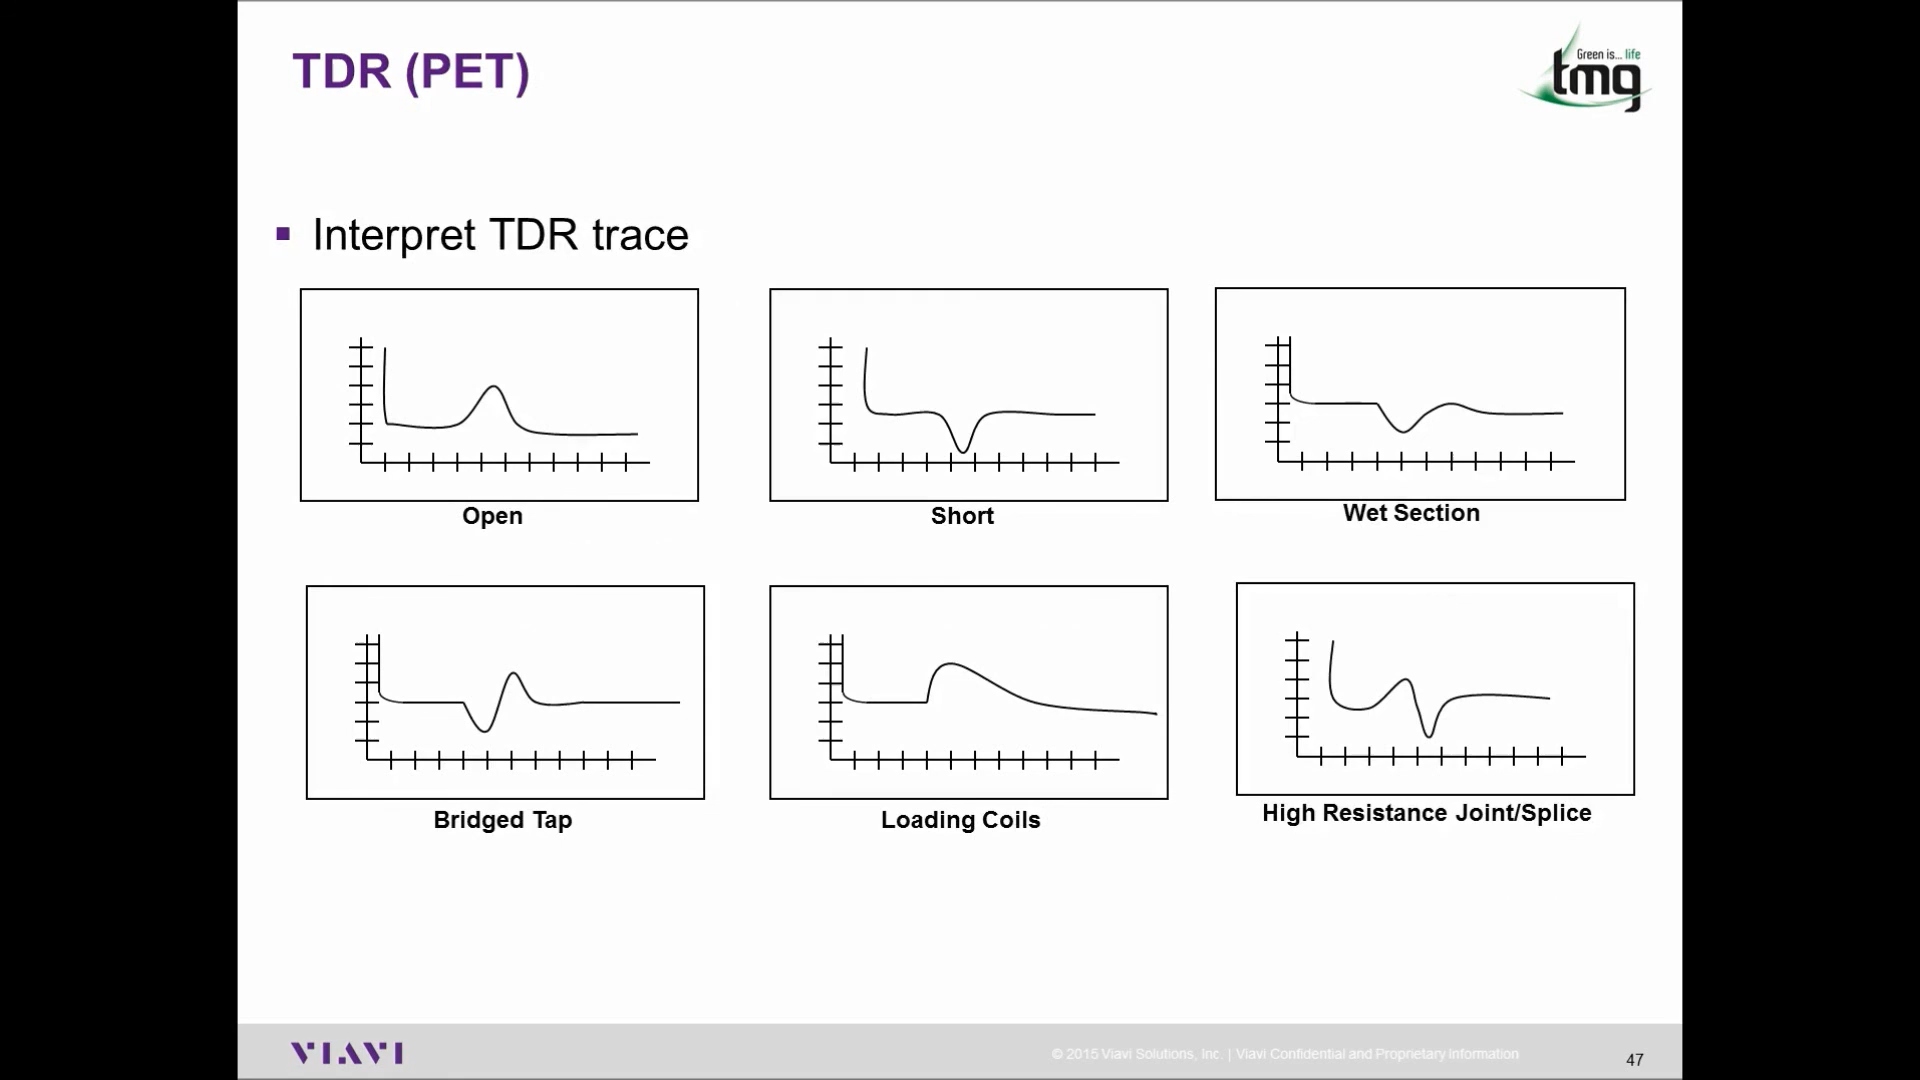 TDR (PET)
Green is... life
tmg
Interpret TDR trace
Open
Short
Wet Section
Bridged Tap
Loading Coils
High Resistance Joint/Splice
VIAVI
© 2015 Viavi Solutions, Inc. | Viavi Confidential and Proprietary Information
47